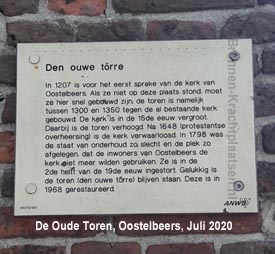 Den ouwe törre
In 1207 is voor het eerst sprake van de kerk van
Oostelbeers. Als ze niet op deze plaats stond, moet
ze hier snel gebouwd zijn. de toren is namelijk
tussen 1300 en 1350 tegen de al bestaande kerk
gebouwd. De kerk is in de 15de eeuw vergroot.
Daarbij is de toren verhoogd. Na 1648 (protestantse
overheersing) is de kerk verwaarloosd. In 1798 was
de staat van onderhoud zo slecht en de plek zo
afgelegen, dat de inwoners van Oostelbeers de
kerk niet meer wilden gebruiken. Ze is in de
2de helft van de 19de eeuw ingestort. Gelukkig is
de toren (den ouwe törre) blijven staan. Deze is in
1968 gerestaureerd.
ANWB
Bronnen-Krachtplaatsen.nl
De Oude Toren, Oostelbeers, Juli 2020